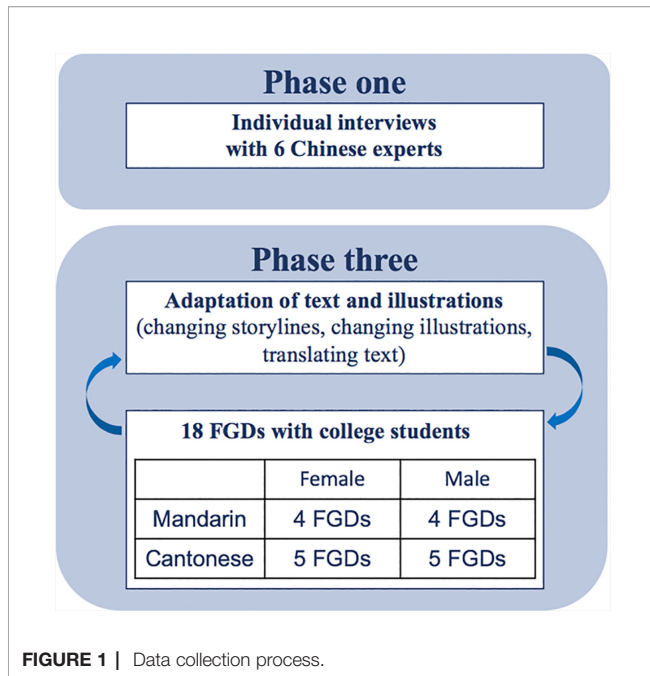 Phase one
Individual interviews
with 6 Chinese experts
Phase three
Adaptation of text and illustrations
(changing storylines, changing illustrations,
translating text)
18 FGDs with college students
Female Male
Mandarin 4 FGDs 4 FGDs
Cantonese 5 FGDs 5 FGDs
FIGURE 1 | Data collection process.